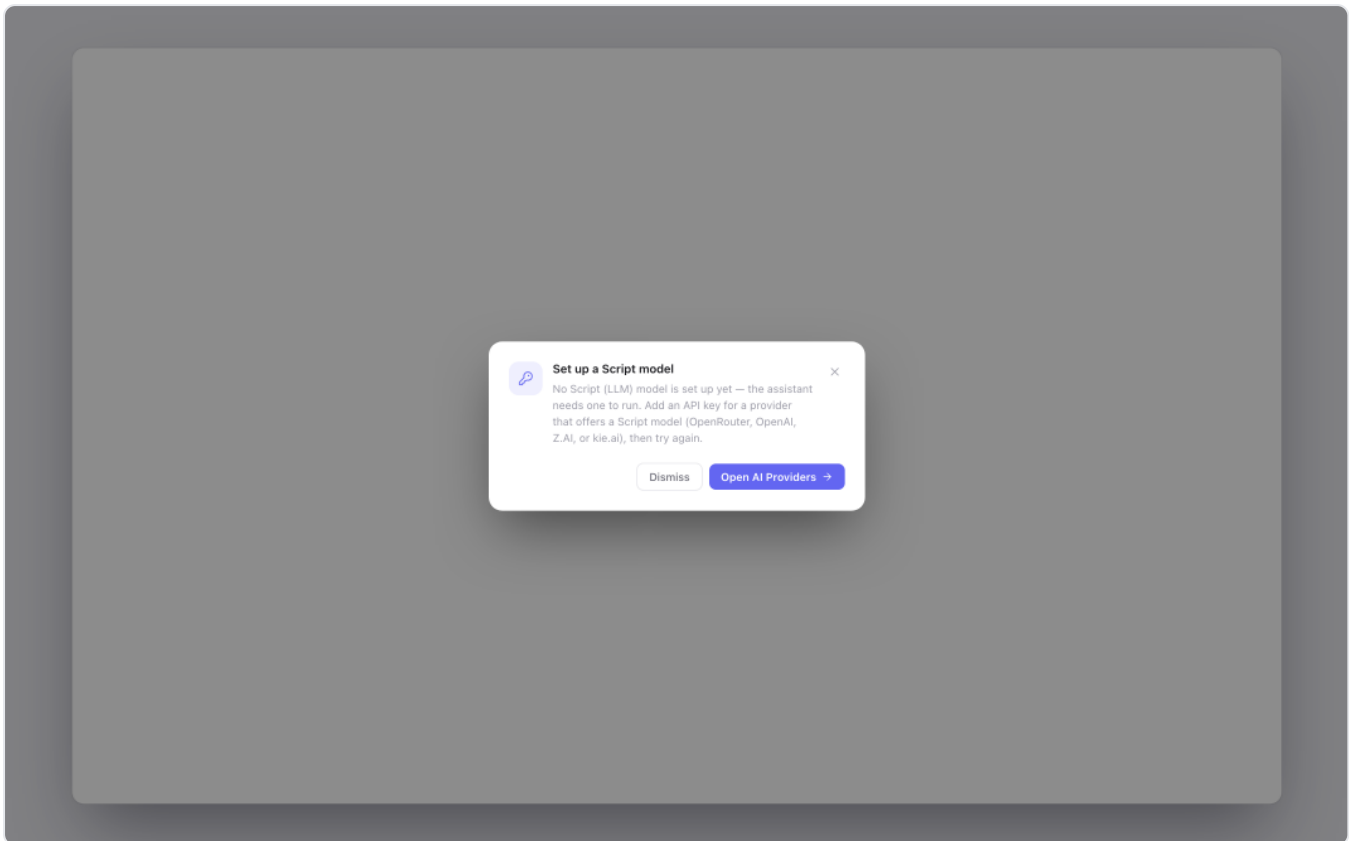 Set up a Script model
No Script (LLM) model is set up yet — the assistant
needs one to run. Add an API key for a provider
that offers a Script model (OpenRouter, OpenAI,
Z.AI, or kie.ai), then try again.
Dismiss
Open AI Providers →